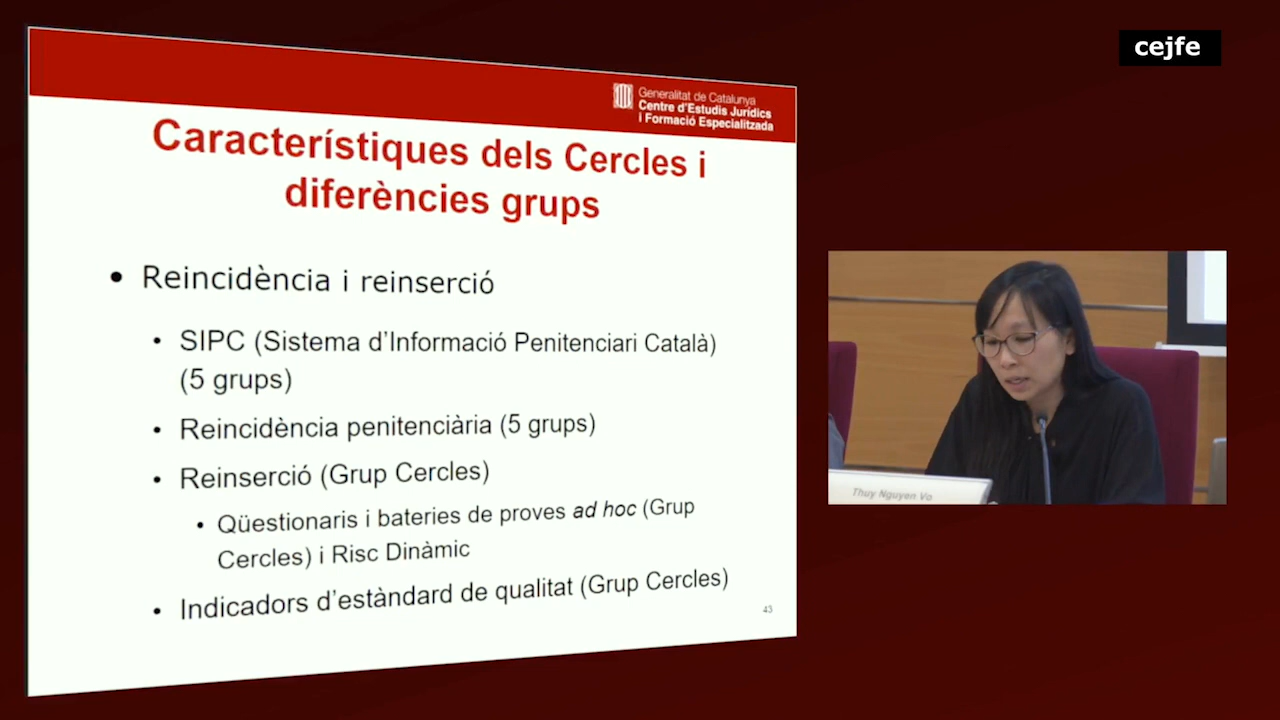 cejfe
Generalitat de Catalunya
Centre d'Estudis Jurídics
i Formació Especialitzada
Característiques dels Cercles i
diferències grups
• Reincidència i reinserció
• SIPC (Sistema d'Informació Penitenciari Català)
(5 grups)
• Reincidència penitenciària (5 grups)
• Reinserció (Grup Cercles)
• Qüestionaris i bateries de proves ad hoc (Grup
Cercles) i Risc Dinàmic
• Indicadors d'estàndard de qualitat (Grup Cercles)
43
Thuy Nguyen Vo